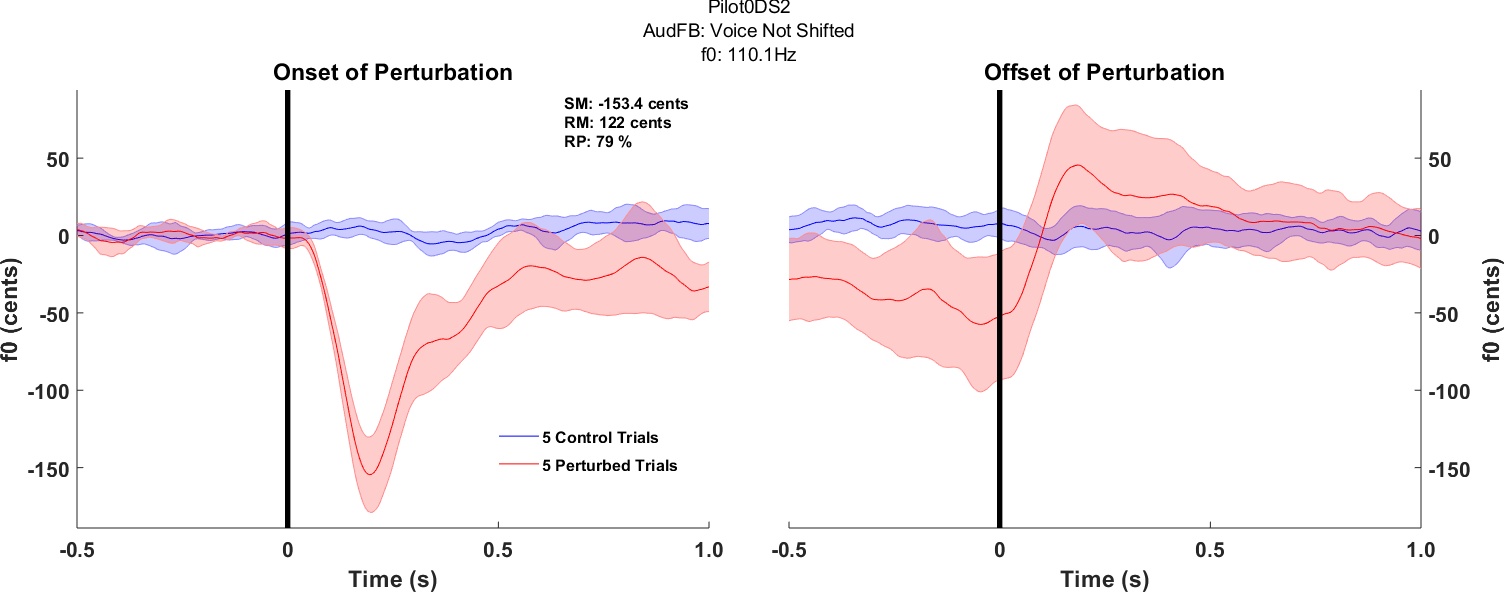 Pilot0DS2
AudFB: Voice Not Shifted
f0: 110.1Hz
Onset of Perturbation
SM: -153.4 cents
RM: 122 cents
RP: 79 %
50
0
-50
-100
-150
f0 (cents)
5 Control Trials
5 Perturbed Trials
-0.5 0 0.5 1.0
Time (s)
Offset of Perturbation
50
0
-50
-100
-150
f0 (cents)
-0.5 0 0.5 1.0
Time (s)